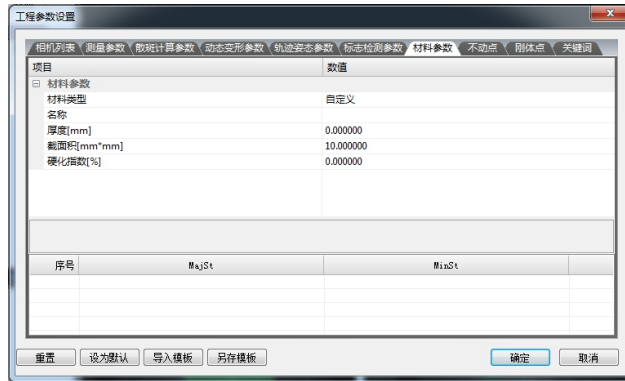 工程参数设置
相机列表 测量参数 散斑计算参数 动态变形参数 轨迹姿态参数 标志检测参数 材料参数 不动点 刚体点 关键词
项目 数值
材料参数
材料类型 自定义
名称
厚度[mm] 0.000000
截面积[mm*mm] 10.000000
硬化指数[%] 0.000000
序号 MajSt MinSt
重置 设为默认 导入模板 另存模板 确定 取消